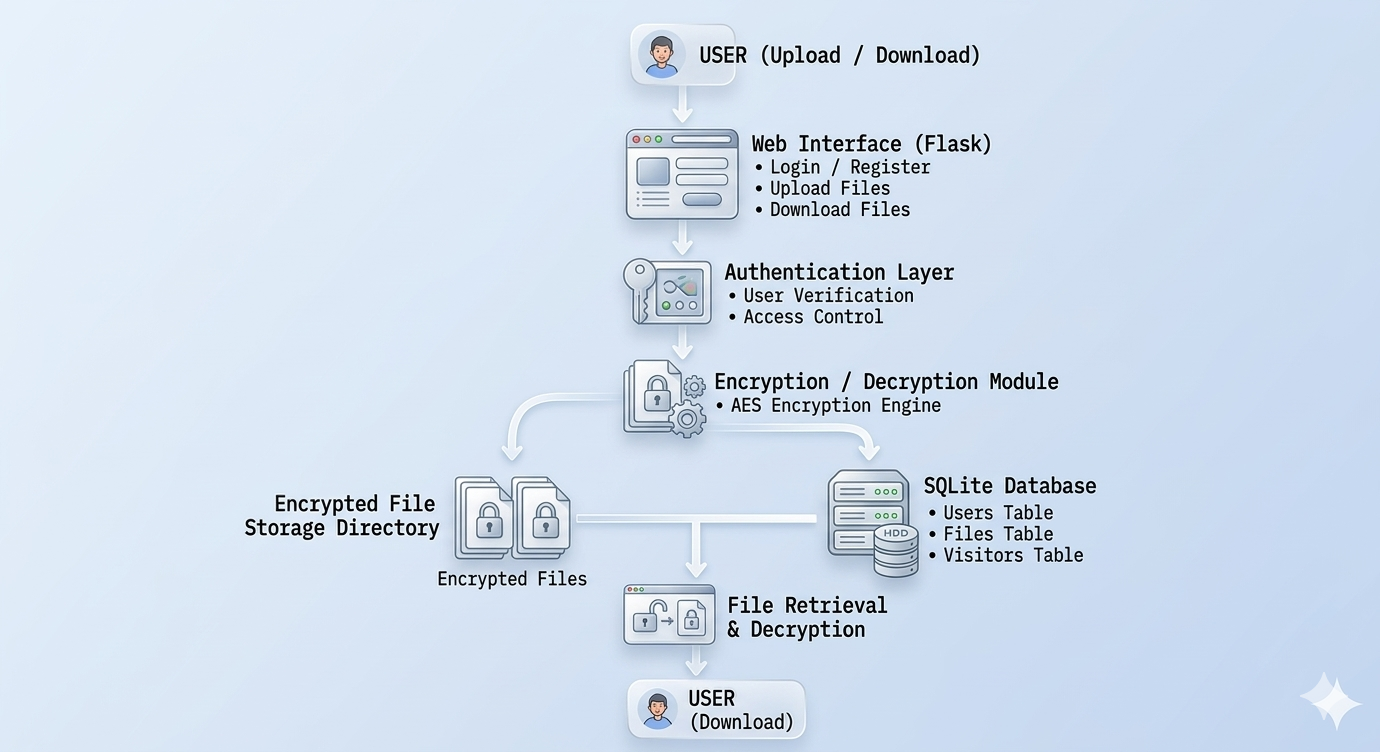 USER (Upload / Download)
Web Interface (Flask)
• Login / Register
• Upload Files
• Download Files
Authentication Layer
• User Verification
• Access Control
Encryption / Decryption Module
• AES Encryption Engine
Encrypted File
Storage Directory
Encrypted Files
SQLite Database
• Users Table
• Files Table
• Visitors Table
HDD
File Retrieval
& Decryption
USER
(Download)